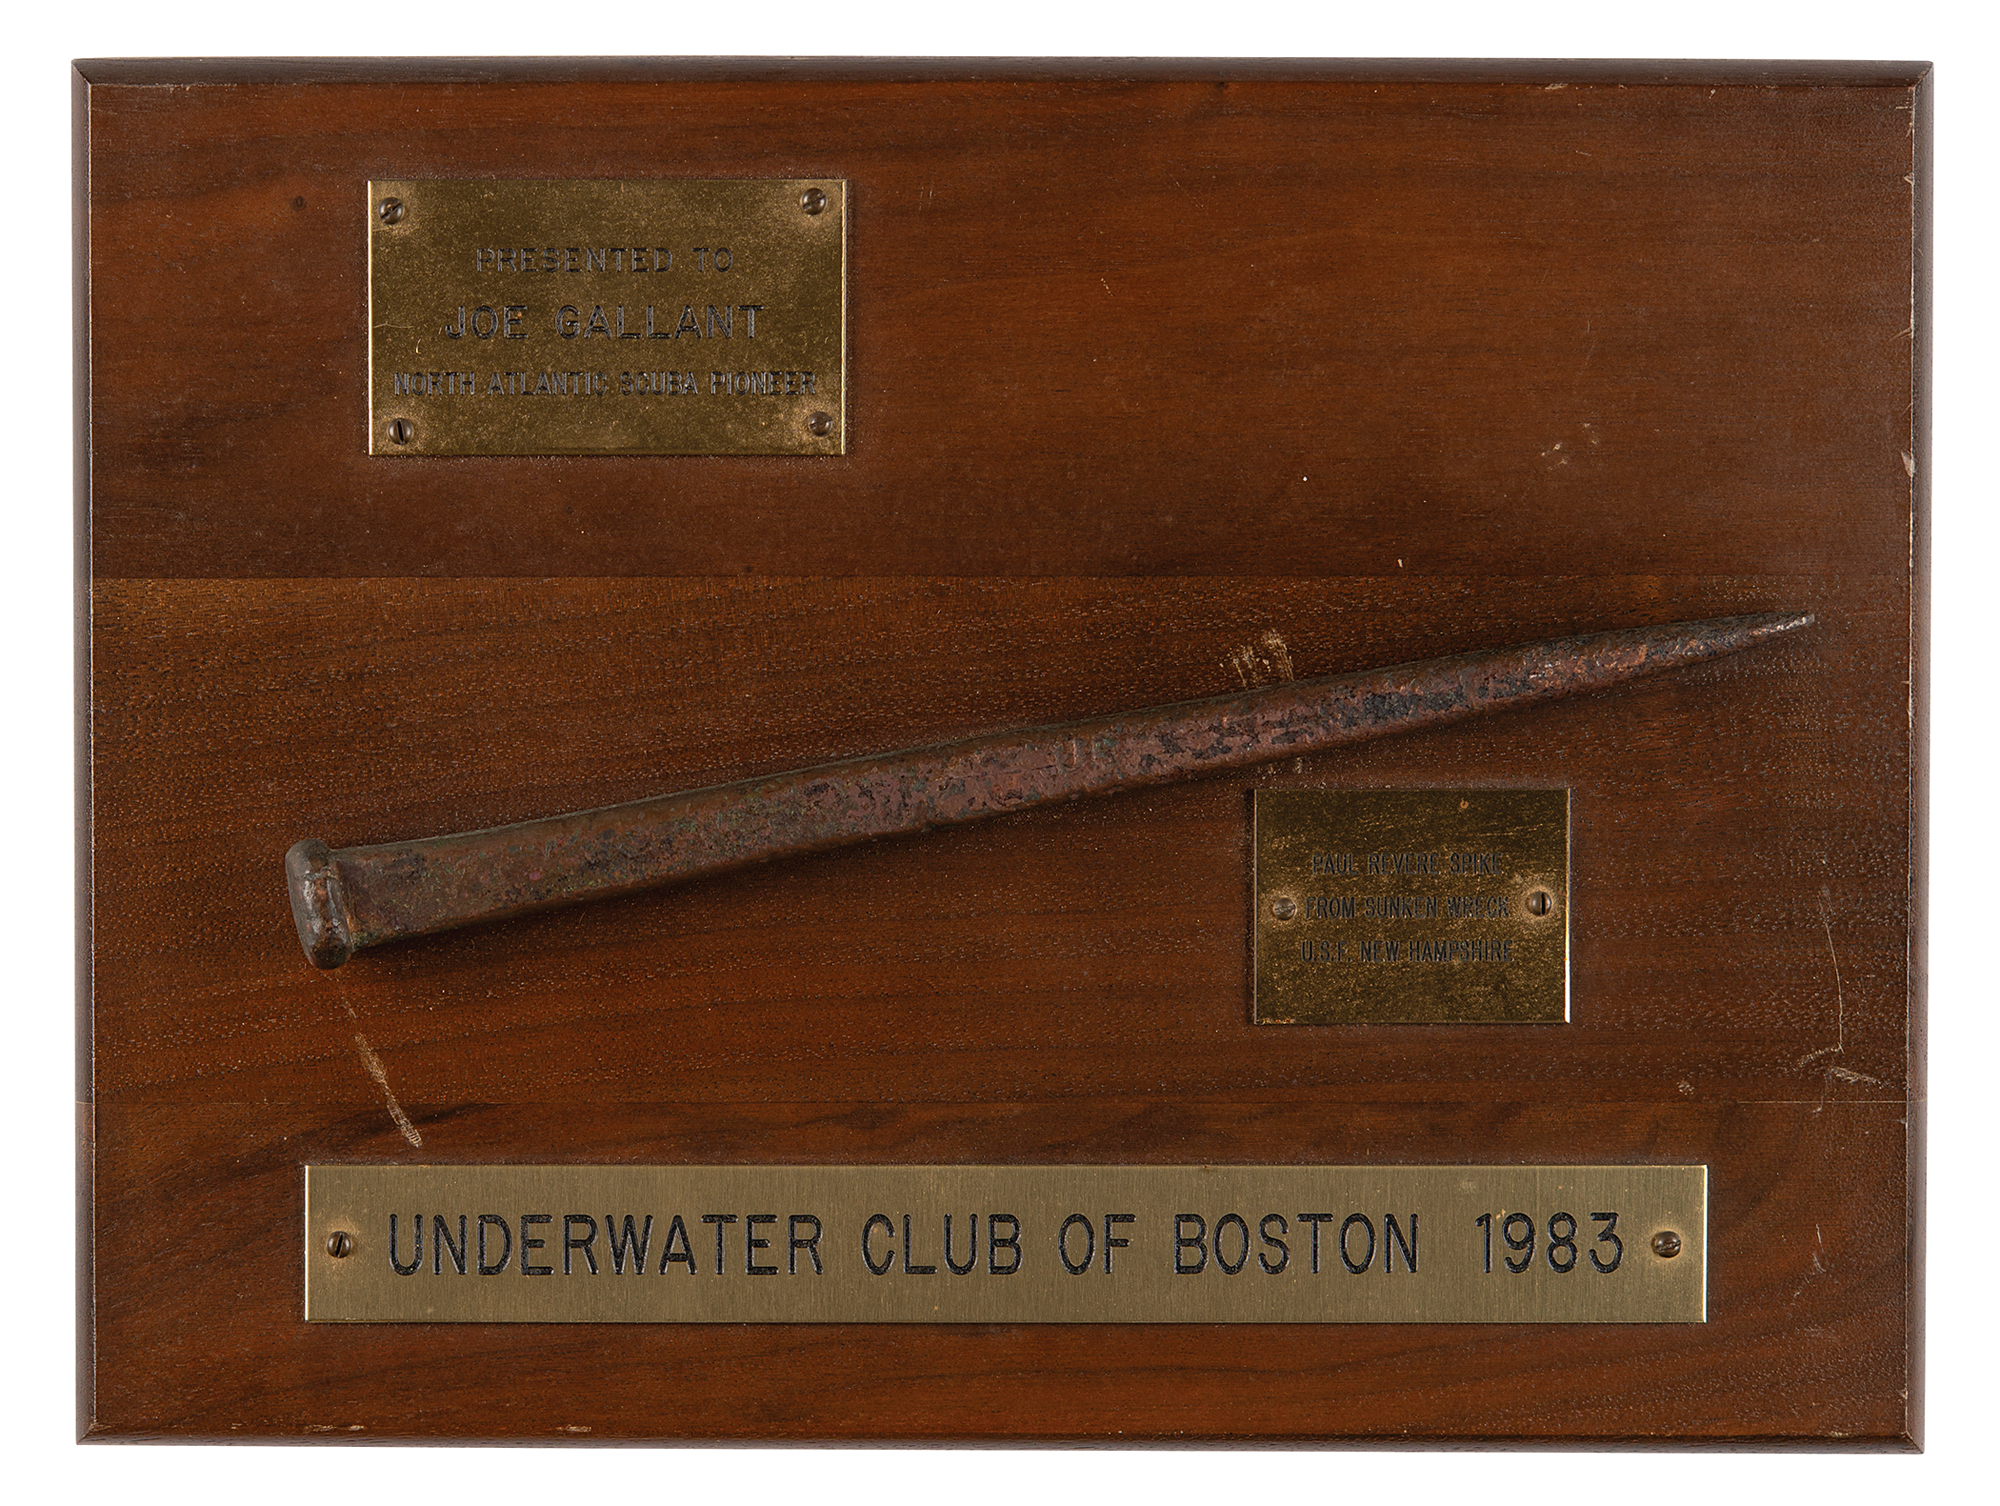 PRESENTED TO
JOE GALLANT
NORTH ATLANTIC SCUBA PIONEER
PAUL REVERE SPIKE
FROM SUNKEN WRECK
U.S.F. NEW HAMPSHIRE
UNDERWATER CLUB OF BOSTON 1983